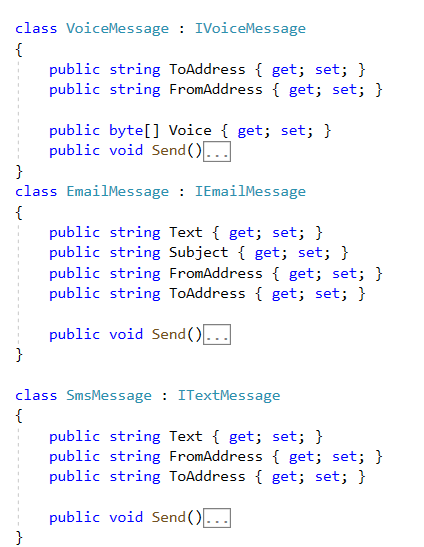 class VoiceMessage : IVoiceMessage
{
    public string ToAddress { get; set; }
    public string FromAddress { get; set; }

    public byte[] Voice { get; set; }
    public void Send()...
}
class EmailMessage : IEmailMessage
{
    public string Text { get; set; }
    public string Subject { get; set; }
    public string FromAddress { get; set; }
    public string ToAddress { get; set; }

    public void Send()...
}

class SmsMessage : ITextMessage
{
    public string Text { get; set; }
    public string FromAddress { get; set; }
    public string ToAddress { get; set; }

    public void Send()...
}